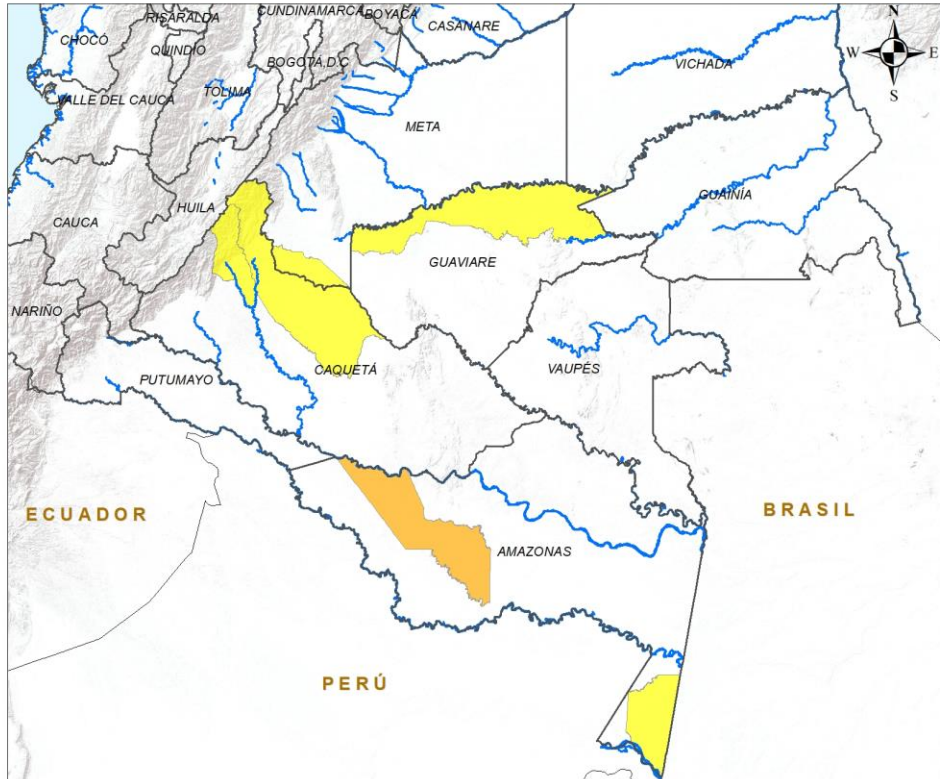 RISARALDA
CUNDINAMARCA
BOYACÁ
CASANARE
N
CHOCÓ
QUINDIO
BOGOTÁ,D.C
VICHADA
W
E
S
VALLE DEL CAUCA
TOLIMA
META
CAUCA
HUILA
GUAINÍA
GUAVIARE
NARIÑO
CAQUETÁ
VAUPÉS
PUTUMAYO
ECUADOR
BRASIL
AMAZONAS
PERÚ